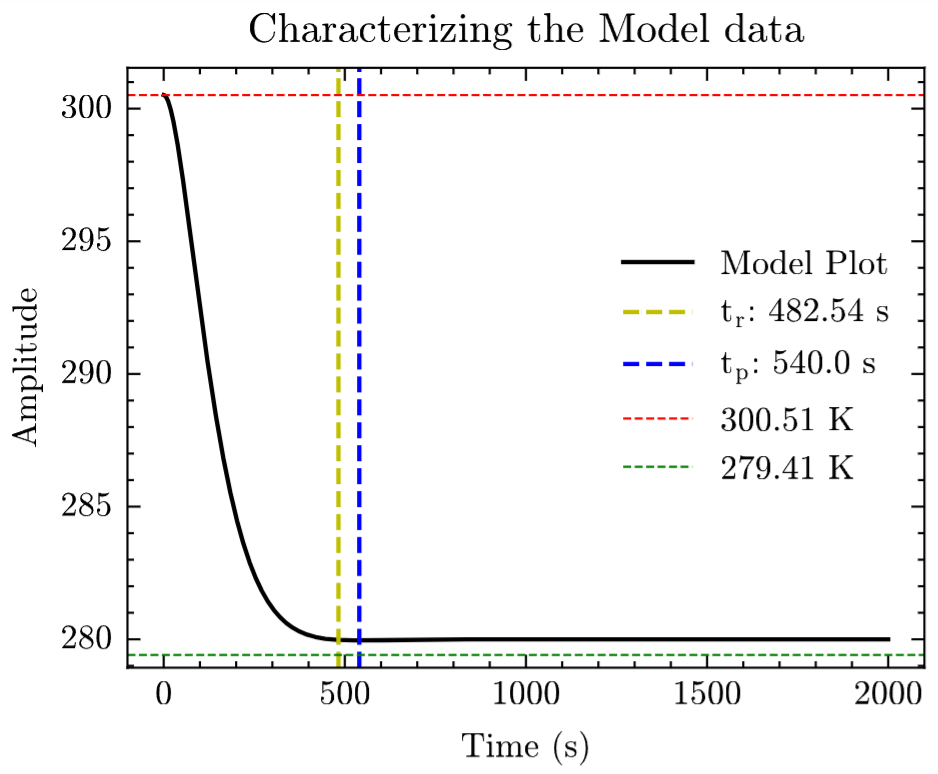 Characterizing the Model data
Amplitude
300
295
290
285
280
0 500 1000 1500 2000
Time (s)
Model Plot
tr: 482.54 s
tp: 540.0 s
300.51 K
279.41 K